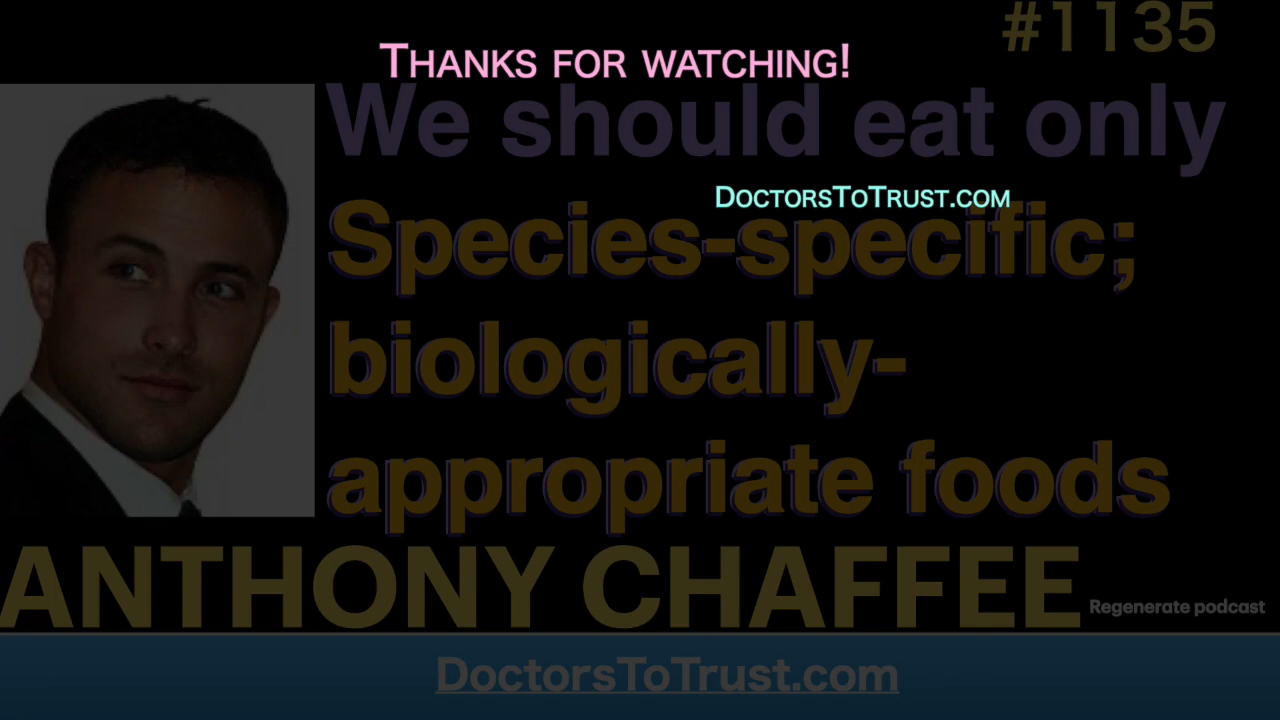 #1135
THANKS FOR WATCHING!
We should eat only
DOCTORSTOTRUST.COM
Species-specific;
biologically-
appropriate foods
ANTHONY CHAFFEE
Regenerate podcast
DoctorsToTrust.com